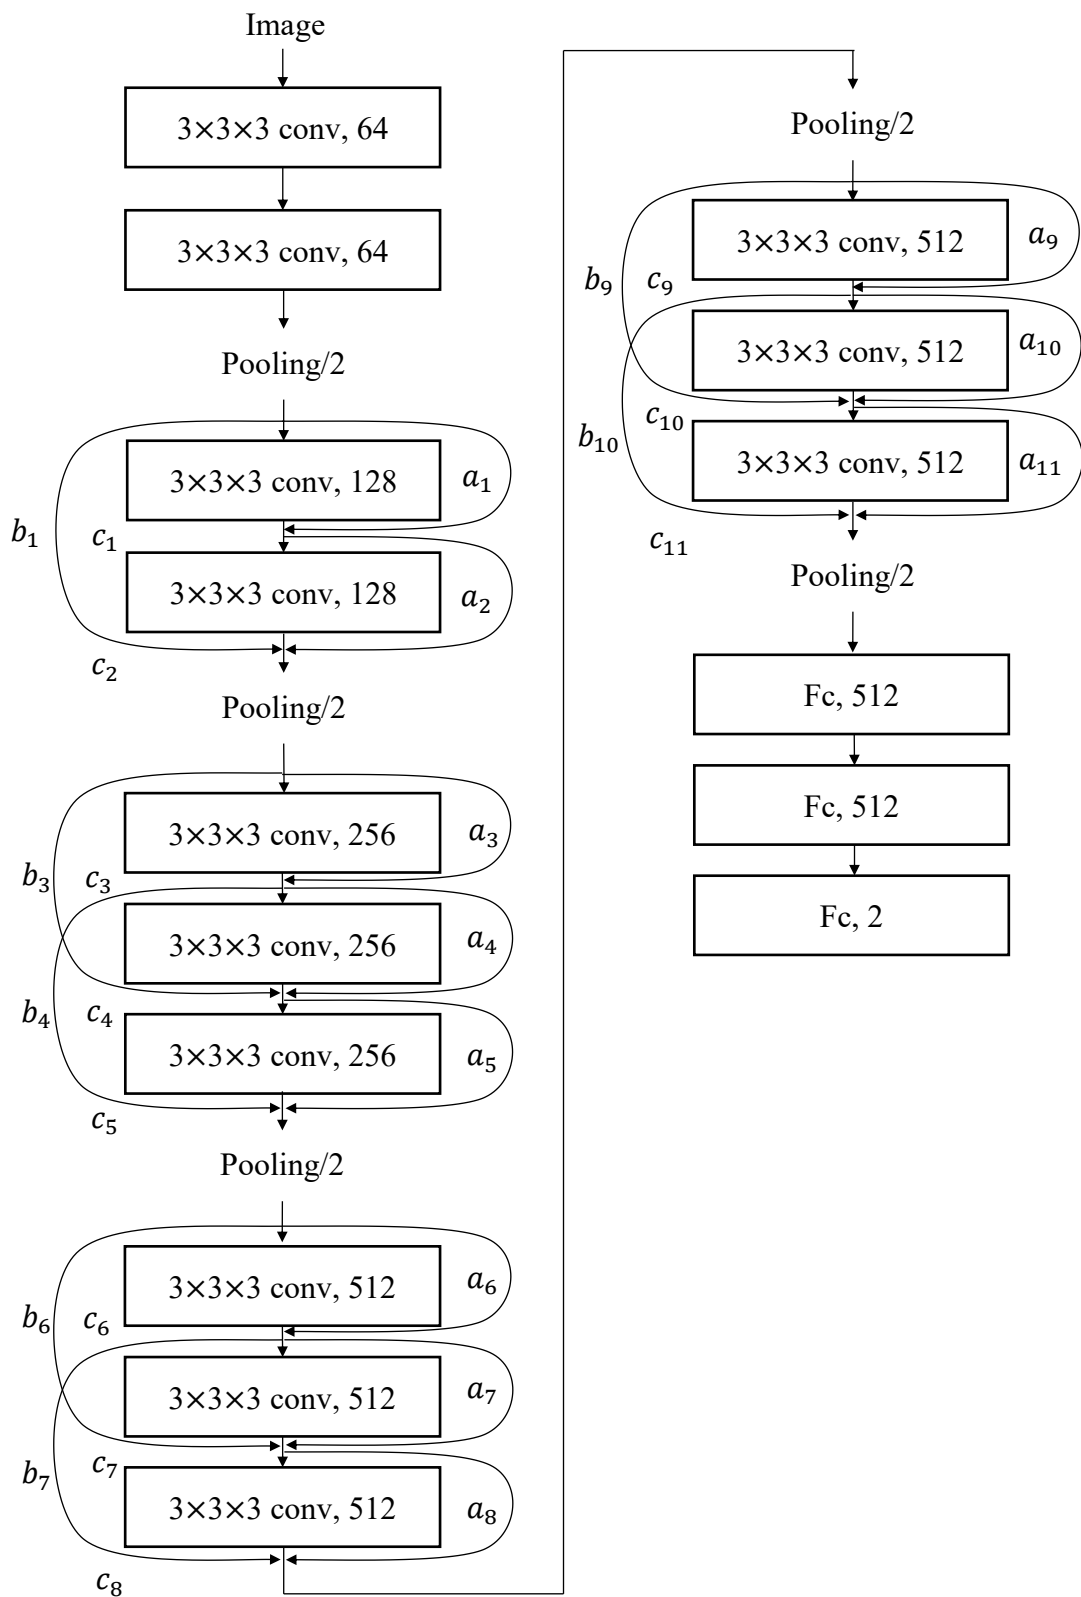 Image
3×3×3 conv, 64
3×3×3 conv, 64
Pooling/2
3×3×3 conv, 128
a₁
b₁
c₁
3×3×3 conv, 128
a₂
c₂
Pooling/2
3×3×3 conv, 256
a₃
b₃
c₃
3×3×3 conv, 256
a₄
b₄
c₄
3×3×3 conv, 256
a₅
c₅
Pooling/2
3×3×3 conv, 512
a₆
b₆
c₆
3×3×3 conv, 512
a₇
b₇
c₇
3×3×3 conv, 512
a₈
c₈
Pooling/2
3×3×3 conv, 512
a₉
b₉
c₉
3×3×3 conv, 512
a₁₀
b₁₀
c₁₀
3×3×3 conv, 512
a₁₁
c₁₁
Pooling/2
Fc, 512
Fc, 512
Fc, 2